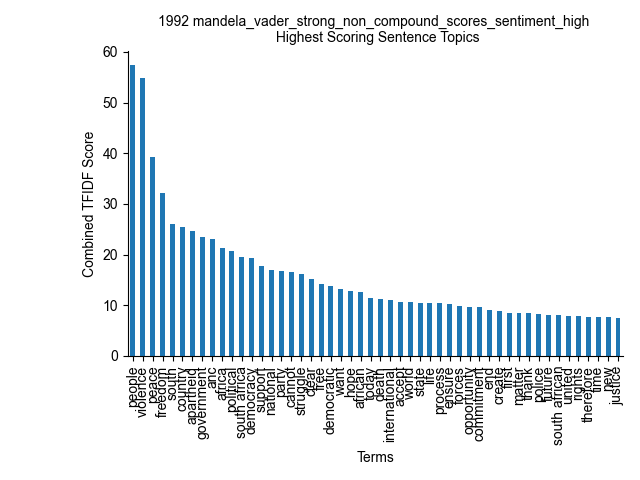 1992 mandela_vader_strong_non_compound_scores_sentiment_high
Highest Scoring Sentence Topics
60
50
40
30
20
10
0
Combined TFIDF Score
people
violence
peace
freedom
south
country
apartheid
government
anc
africa
political
south africa
democracy
support
national
party
cannot
struggle
clear
free
democratic
want
hope
african
today
death
international
accept
world
state
life
process
ensure
forces
opportunity
commitment
end
create
first
matter
thank
police
future
south african
united
rights
therefore
time
new
justice
Terms